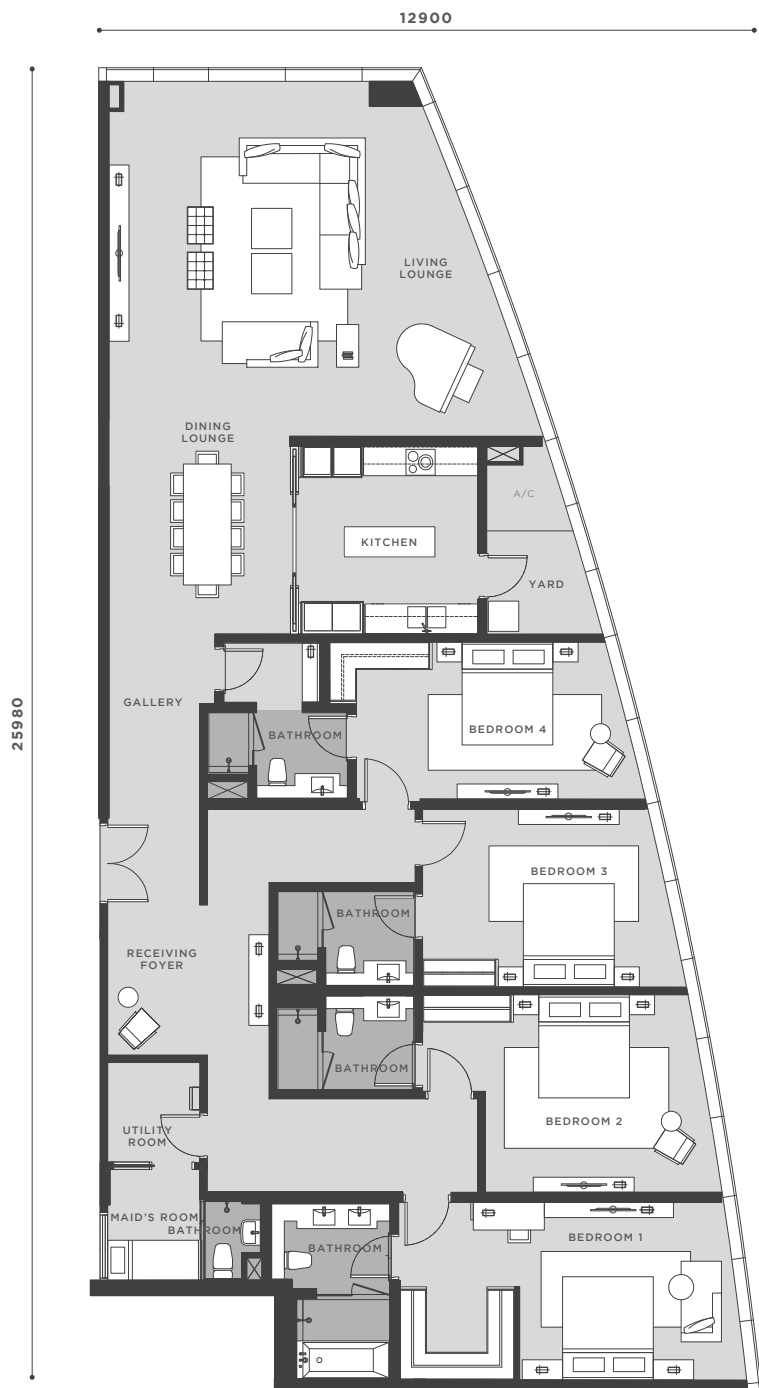 12900
25980
LIVING
LOUNGE
DINING
LOUNGE
A/C
KITCHEN
YARD
GALLERY
BATHROOM
BEDROOM 4
BEDROOM 3
BATHROOM
RECEIVING
FOYER
BATHROOM
BEDROOM 2
UTILITY
ROOM
MAID'S ROOM
BATHROOM
BATHROOM
BEDROOM 1